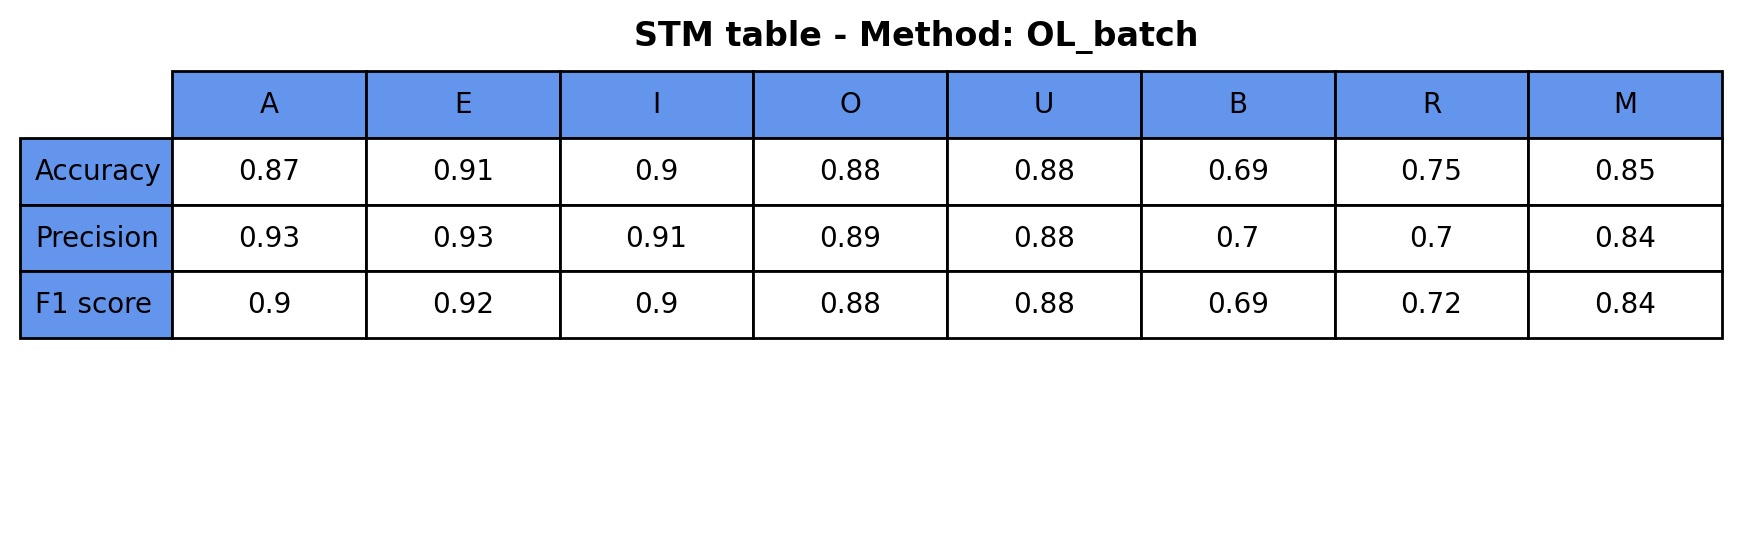 STM table - Method: OL_batch
A E I O U B R M
Accuracy 0.87 0.91 0.9 0.88 0.88 0.69 0.75 0.85
Precision 0.93 0.93 0.91 0.89 0.88 0.7 0.7 0.84
F1 score 0.9 0.92 0.9 0.88 0.88 0.69 0.72 0.84